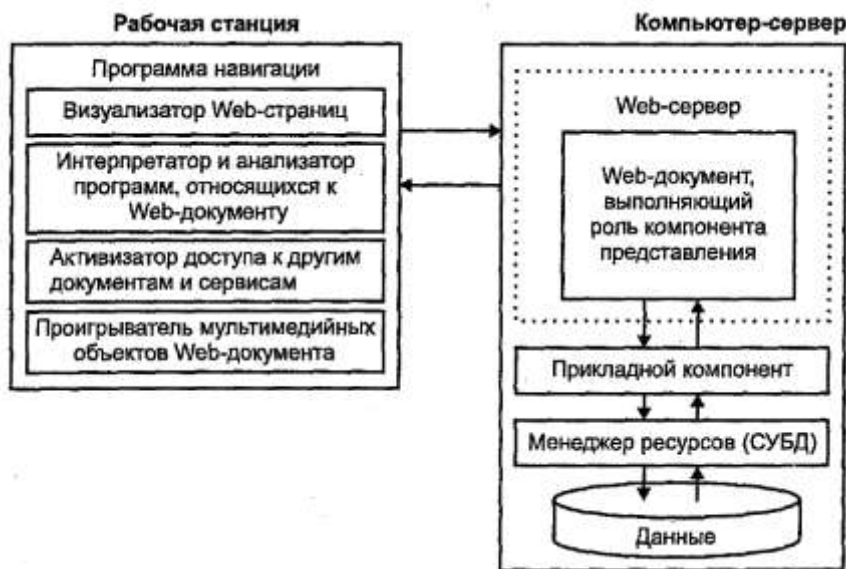 Рабочая станция
Программа навигации
Визуализатор Web-страниц
Интерпретатор и анализатор
программ, относящихся к
Web-документу
Активизатор доступа к другим
документам и сервисам
Проигрыватель мультимедийных
объектов Web-документа
Компьютер-сервер
Web-сервер
Web-документ,
выполняющий
роль компонента
представления
Прикладной компонент
Менеджер ресурсов (СУБД)
Данные